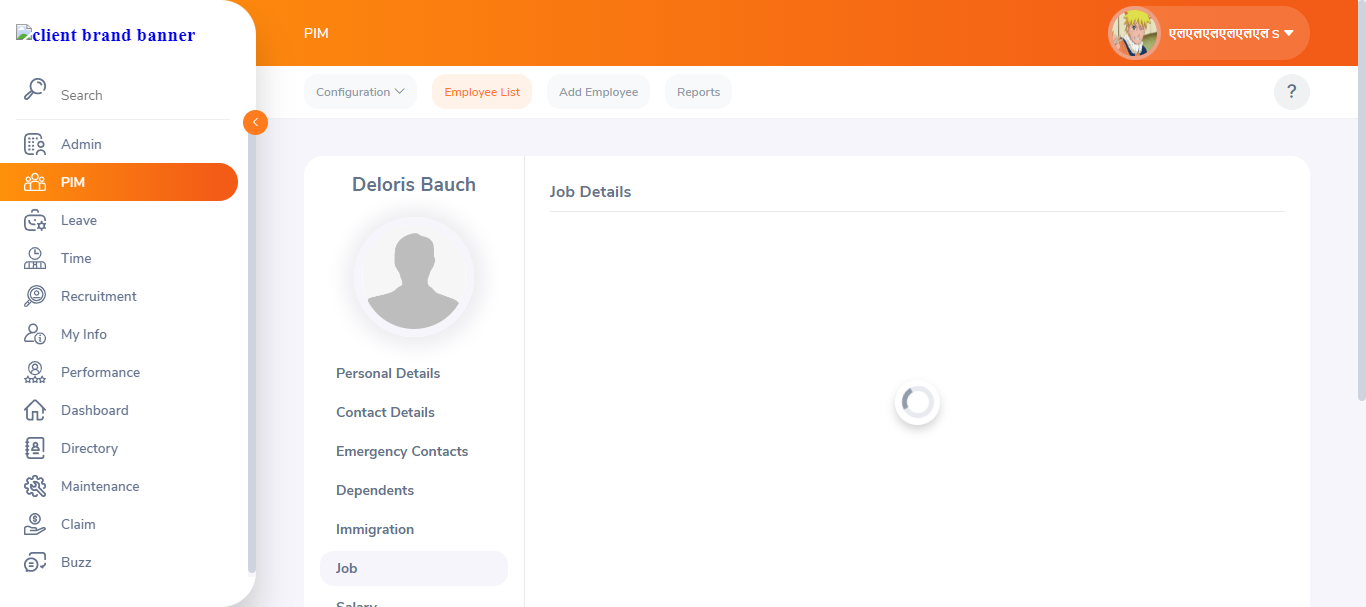 client brand banner
PIM
एलएलएलएलएलएल s
Search
Configuration
Employee List
Add Employee
Reports
?
Admin
PIM
Leave
Time
Recruitment
My Info
Performance
Dashboard
Directory
Maintenance
Claim
Buzz
Deloris Bauch
Personal Details
Contact Details
Emergency Contacts
Dependents
Immigration
Job
Salary
Job Details